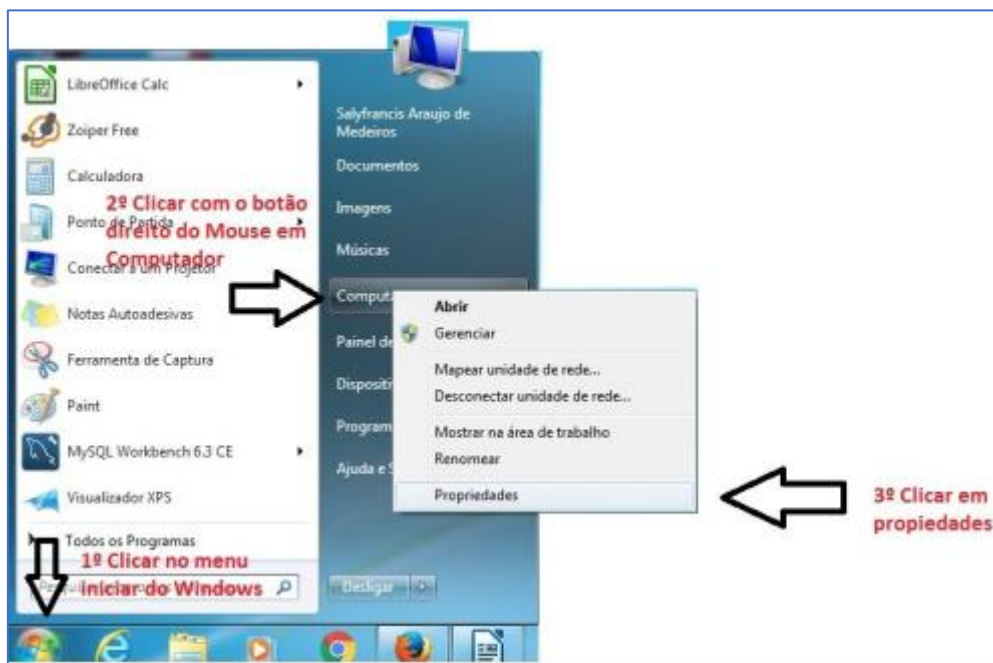 LibreOffice Calc
Zoiper Free
Calculadora
2º Clicar com o botão
direito do Mouse em
Computador
Ponto de Partida
Conectar a um Projetor
Notas Autoadesivas
Ferramenta de Captura
Paint
MySQL Workbench 6.3 CE
Visualizador XPS
Todos os Programas
1º Clicar no menu
iniciar do Windows
Salyfrancis Araujo de
Medeiros
Documentos
Imagens
Músicas
Painel de
Ajuda e
Desligar
Abrir
Gerenciar
Mapear unidade de rede...
Desconectar unidade de rede...
Mostrar na área de trabalho
Renomear
Propriedades
3º Clicar em
propiedades